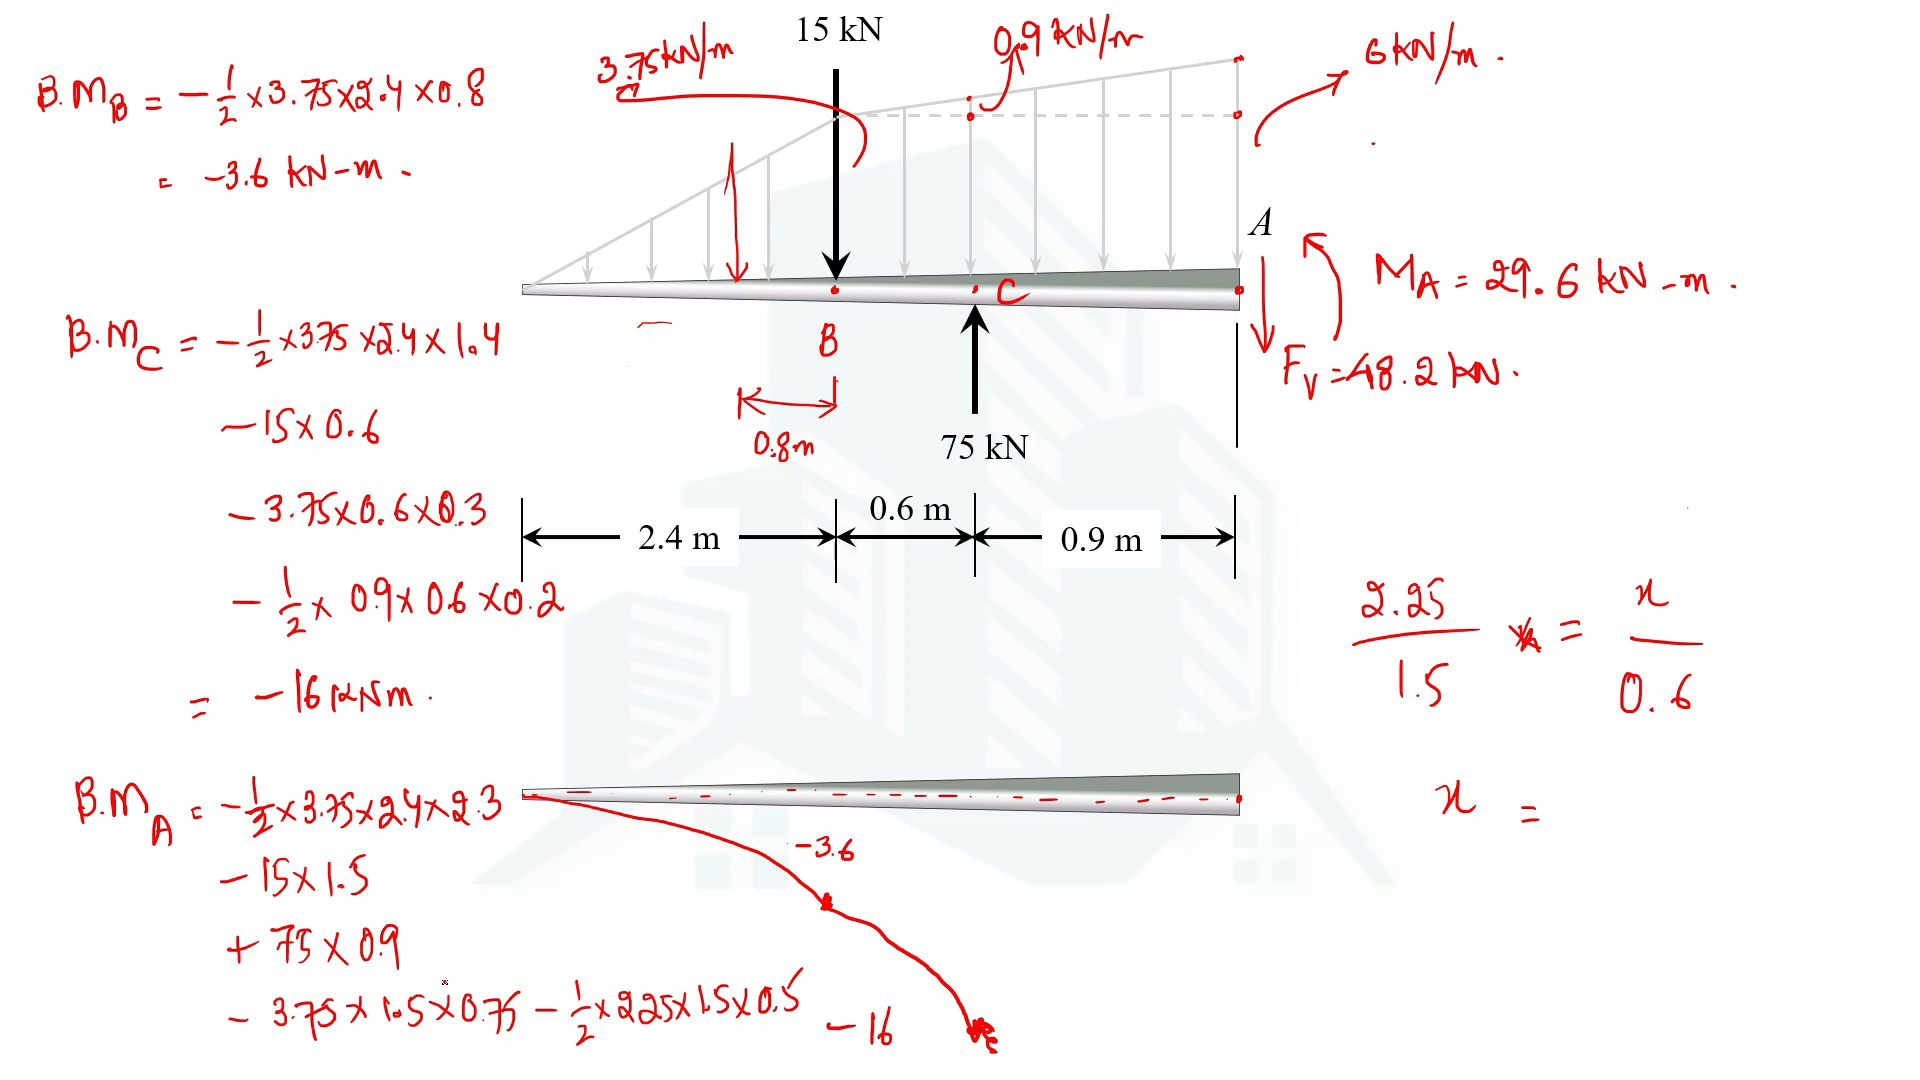 B.M_B = - 1/2 × 3.75 × 2.4 × 0.8
= -3.6 kN-m.
B.M_C = - 1/2 × 3.75 × 2.4 × 1.4
- 15 × 0.6
- 3.75 × 0.6 × 0.3
- 1/2 × 0.9 × 0.6 × 0.2
= - 16 kNm.
B.M_A = - 1/2 × 3.75 × 2.4 × 2.3
- 15 × 1.5
+ 75 × 0.9
- 3.75 × 1.5 × 0.75 - 1/2 × 2.25 × 1.5 × 0.5
3.75 kN/m
15 kN
0.9 kN/m
6 kN/m.
A
M_A = 29.6 kN-m.
F_V = 48.2 kN.
B
C
0.8m
75 kN
2.4 m
0.6 m
0.9 m
2.25/1.5 = x/0.6
x =
-3.6
-16